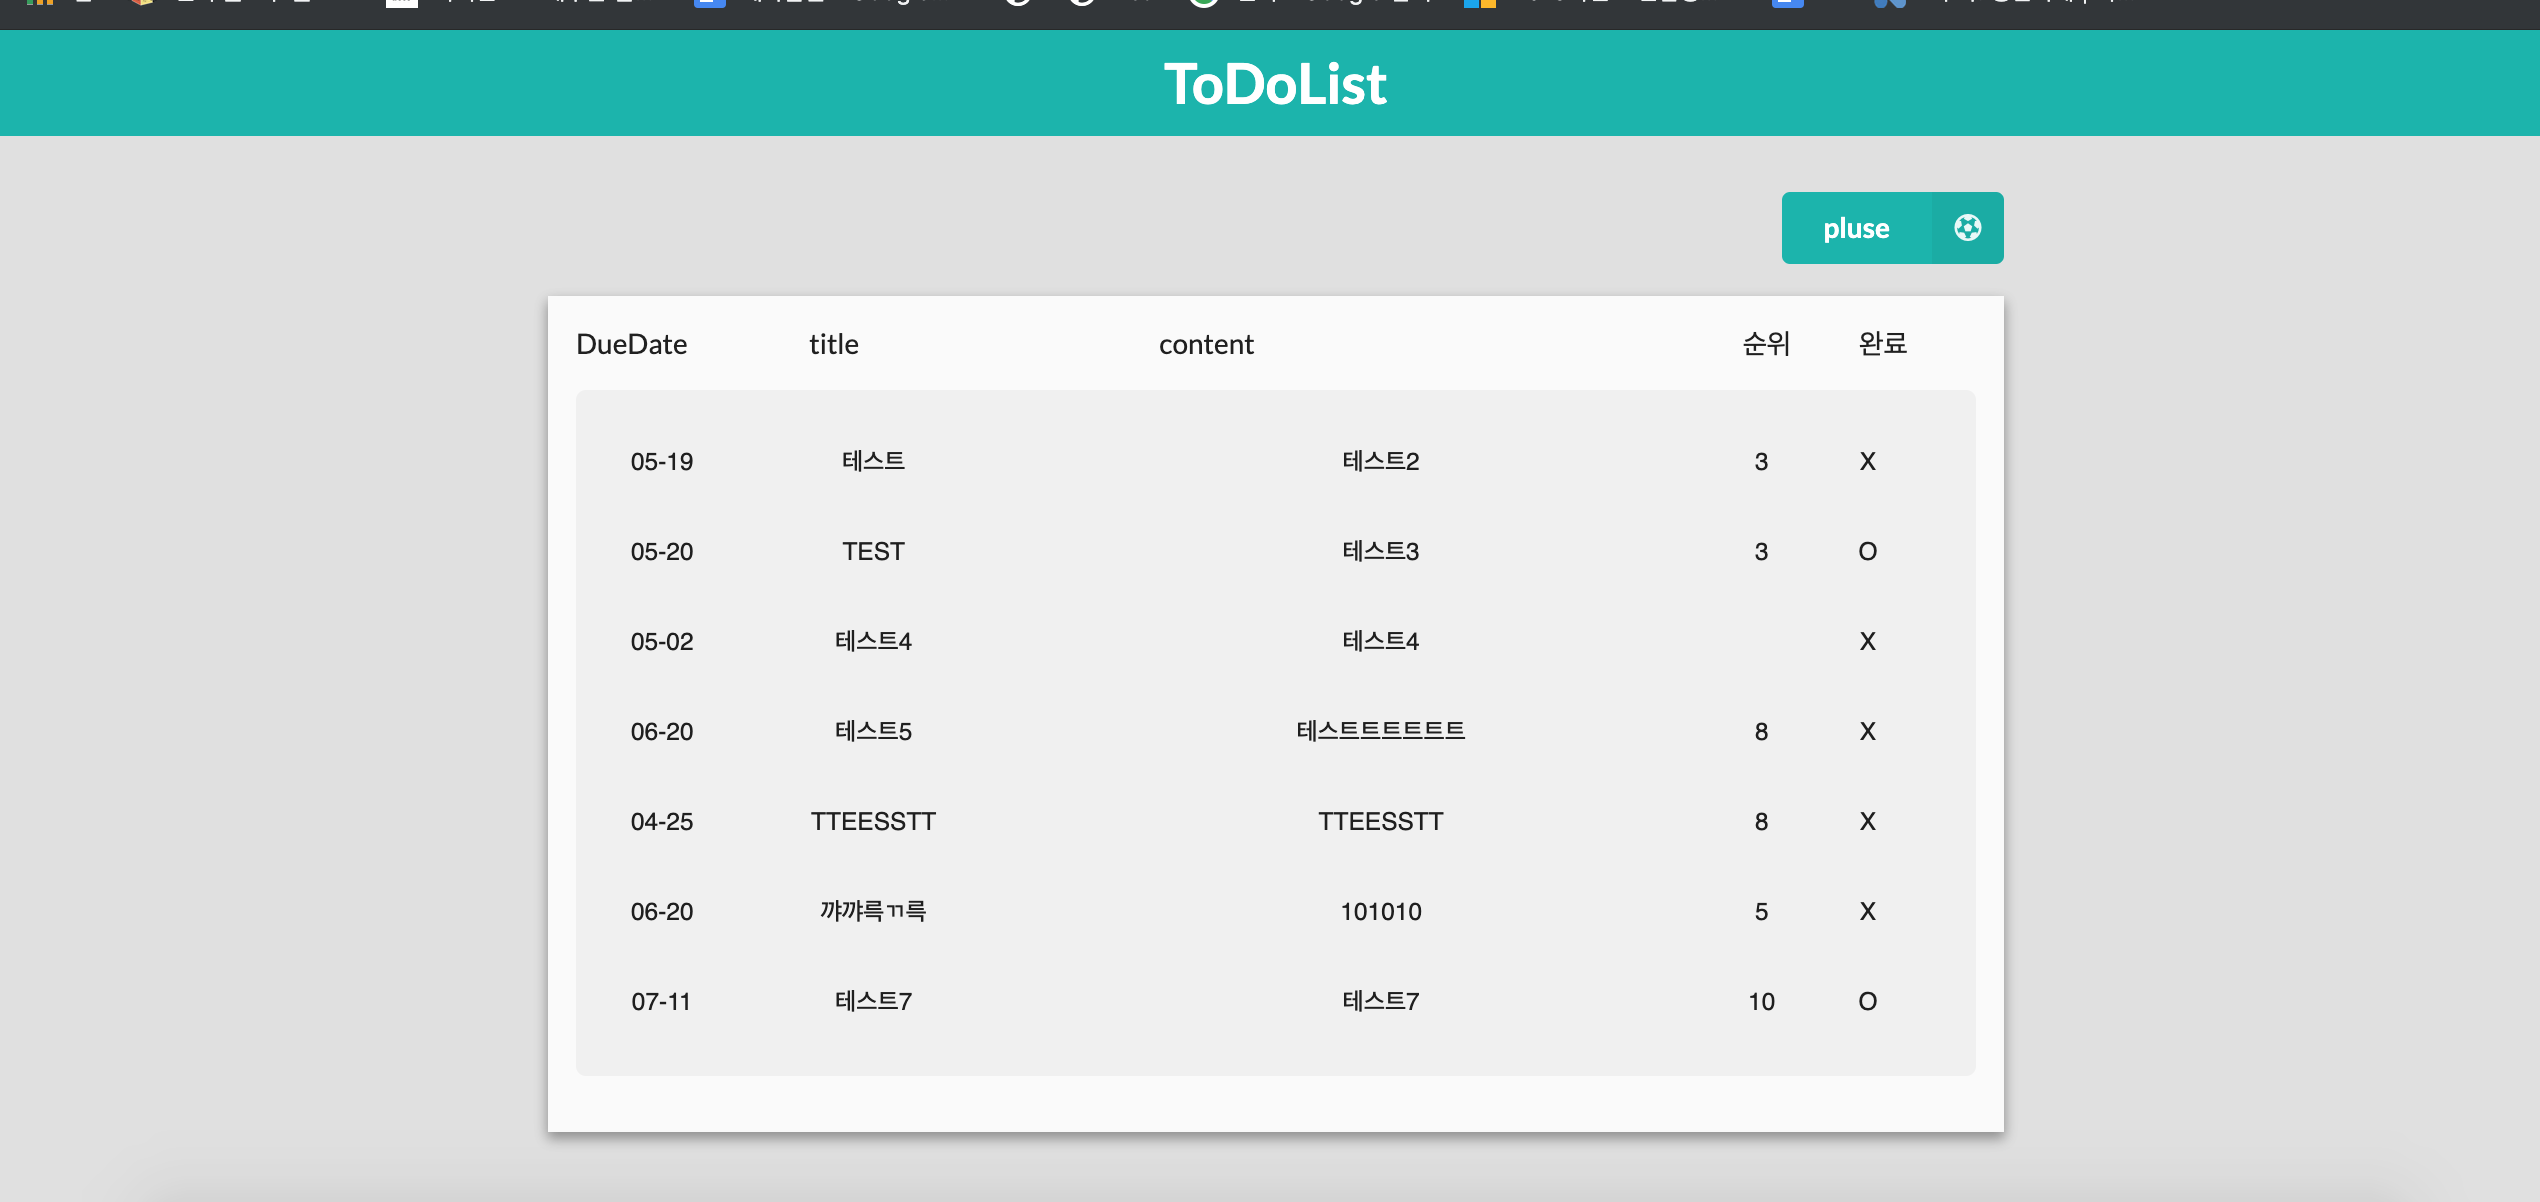 ToDoList
pluse
DueDate title content 순위 완료
05-19 테스트 테스트2 3 X
05-20 TEST 테스트3 3 O
05-02 테스트4 테스트4 X
06-20 테스트5 테스트트트트트트 8 X
04-25 TTEESSTT TTEESSTT 8 X
06-20 꺄꺄륵ㄲ륵 101010 5 X
07-11 테스트7 테스트7 10 O